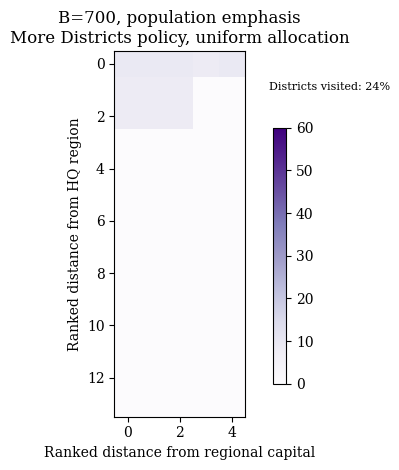 B=700, population emphasis
More Districts policy, uniform allocation
Districts visited: 24%
Ranked distance from HQ region
0
2
4
6
8
10
12
0 2 4
Ranked distance from regional capital
60
50
40
30
20
10
0